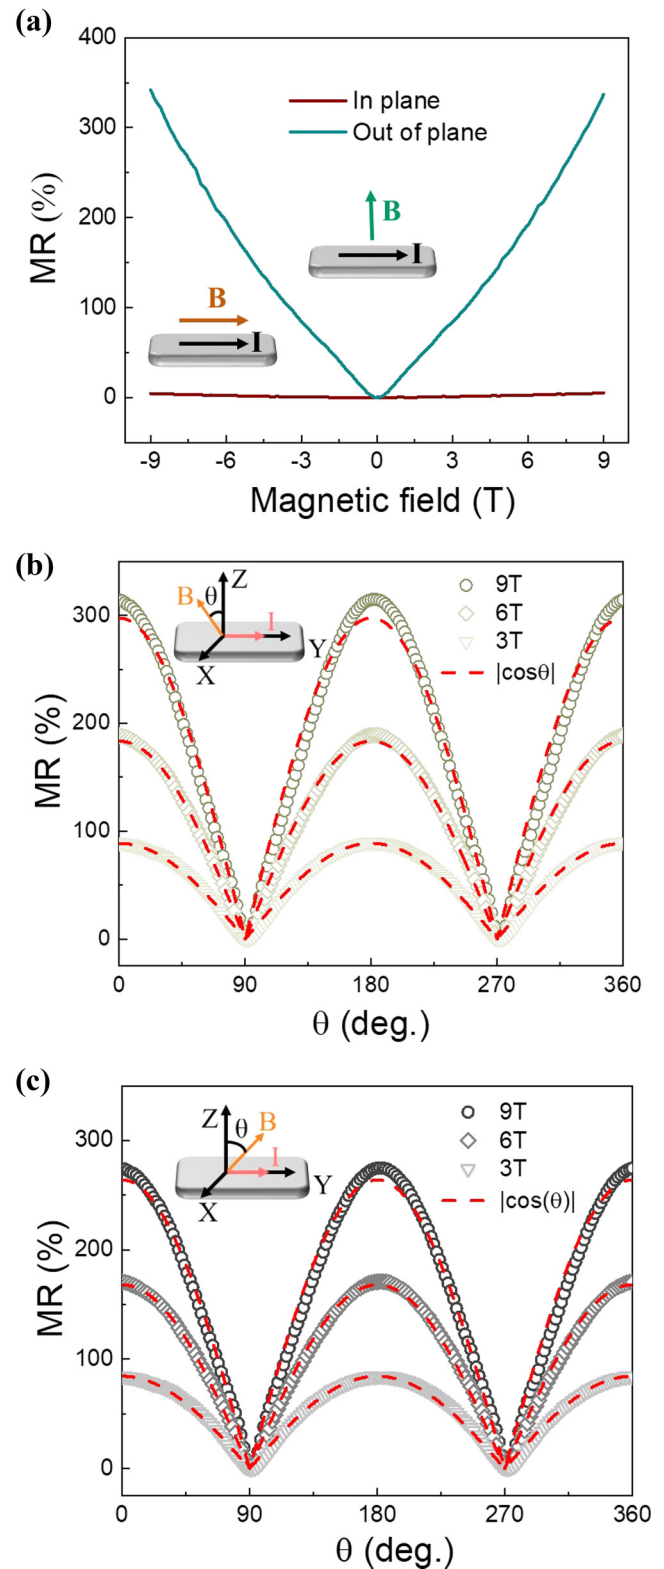 (a)
400
300
200
100
0
MR (%)
In plane
Out of plane
B
I
B
I
-9 -6 -3 0 3 6 9
Magnetic field (T)
(b)
300
200
100
0
MR (%)
Z
B θ
I
Y
X
9T
6T
3T
|cosθ|
0 90 180 270 360
θ (deg.)
(c)
300
200
100
0
MR (%)
Z θ B
I
Y
X
9T
6T
3T
|cos(θ)|
0 90 180 270 360
θ (deg.)